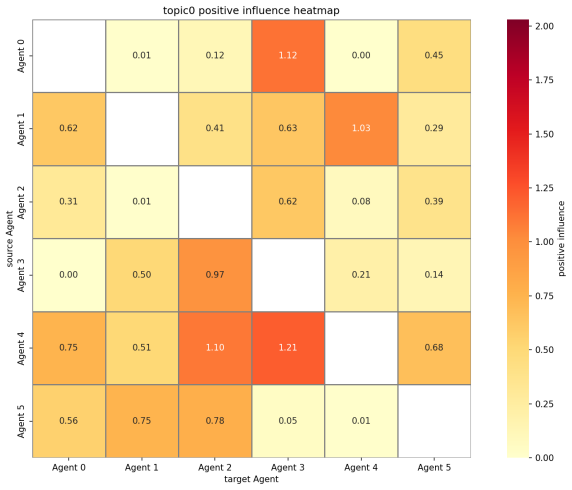 topic0 positive influence heatmap
source Agent
Agent 0
0.01 0.12 1.12 0.00 0.45
Agent 1
0.62 0.41 0.63 1.03 0.29
Agent 2
0.31 0.01 0.62 0.08 0.39
Agent 3
0.00 0.50 0.97 0.21 0.14
Agent 4
0.75 0.51 1.10 1.21 0.68
Agent 5
0.56 0.75 0.78 0.05 0.01
Agent 0 Agent 1 Agent 2 Agent 3 Agent 4 Agent 5
target Agent
2.00
1.75
1.50
1.25
1.00
0.75
0.50
0.25
0.00
positive influence